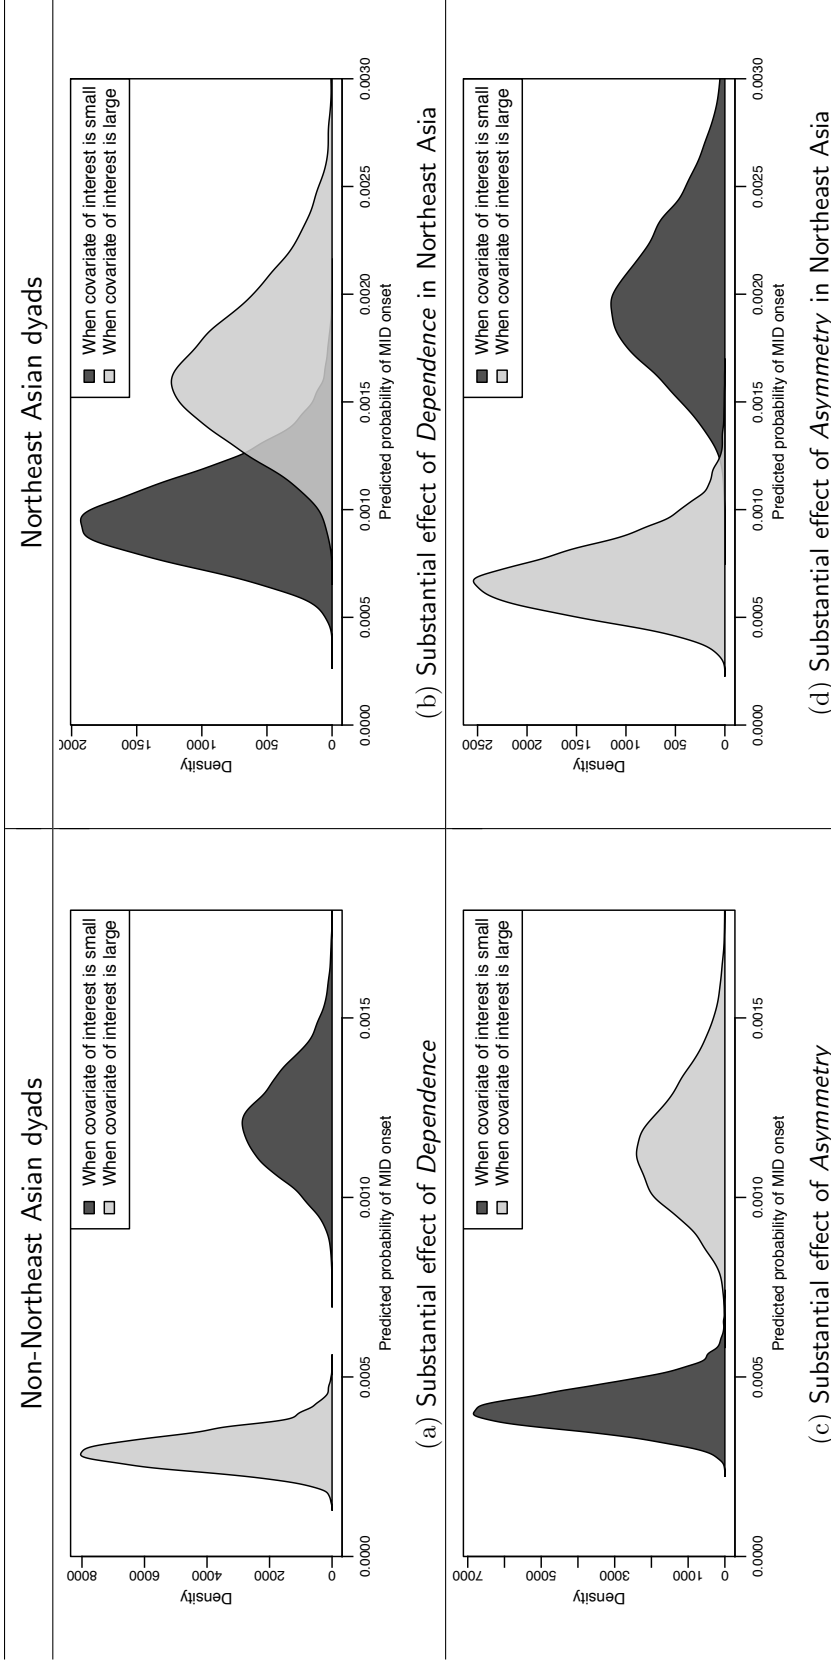 Non-Northeast Asian dyads
Northeast Asian dyads
When covariate of interest is small
When covariate of interest is large
Density
0
2000
4000
6000
8000
0.0000
0.0005
0.0010
0.0015
Predicted probability of MID onset
(a) Substantial effect of Dependence
When covariate of interest is small
When covariate of interest is large
Density
0
500
1000
1500
2000
0.0000
0.0005
0.0010
0.0015
0.0020
0.0025
0.0030
Predicted probability of MID onset
(b) Substantial effect of Dependence in Northeast Asia
When covariate of interest is small
When covariate of interest is large
Density
0
1000
3000
5000
7000
0.0000
0.0005
0.0010
0.0015
Predicted probability of MID onset
(c) Substantial effect of Asymmetry
When covariate of interest is small
When covariate of interest is large
Density
0
500
1000
1500
2000
2500
0.0000
0.0005
0.0010
0.0015
0.0020
0.0025
0.0030
Predicted probability of MID onset
(d) Substantial effect of Asymmetry in Northeast Asia